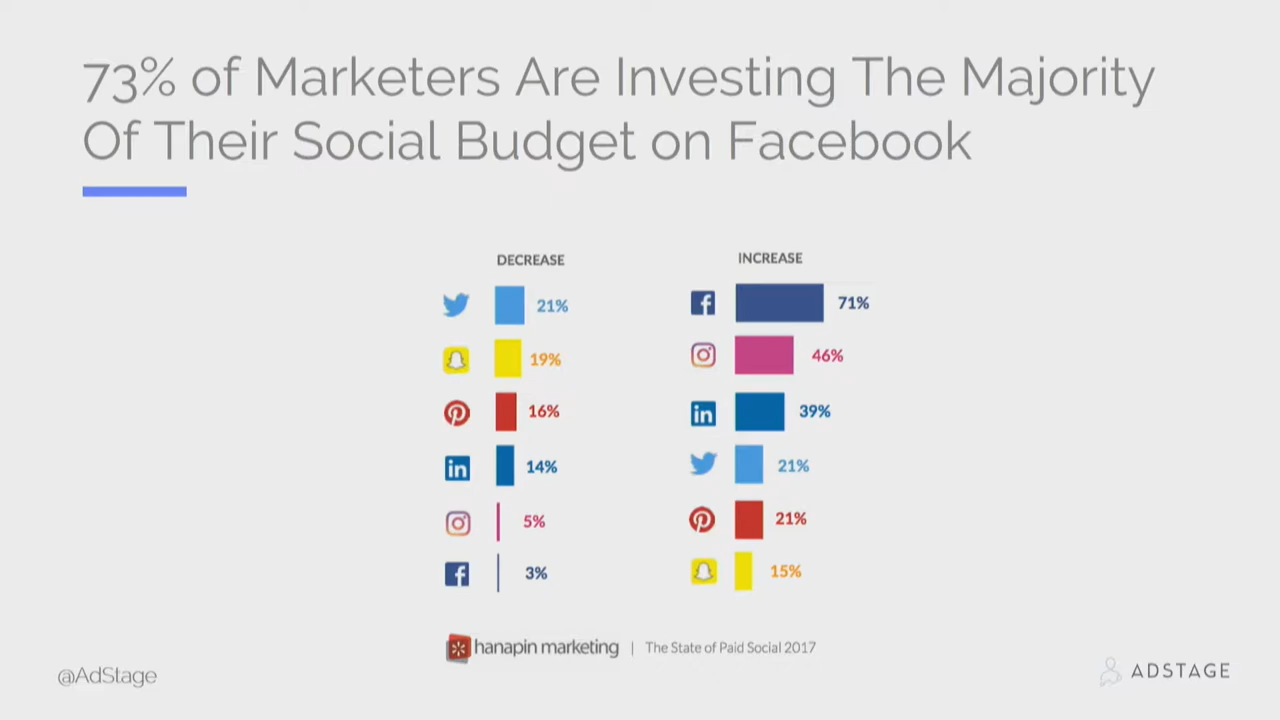 73% of Marketers Are Investing The Majority
Of Their Social Budget on Facebook
DECREASE
21%
19%
16%
14%
5%
3%
INCREASE
71%
46%
39%
21%
21%
15%
hanapin marketing | The State of Paid Social 2017
@AdStage
ADSTAGE